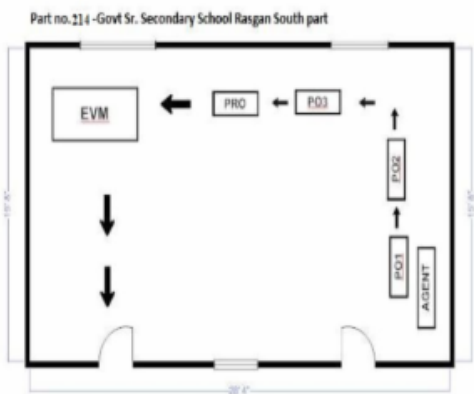 Part no.214 -Govt Sr. Secondary School Rasgan South part
EVM
PRO
PO3
PO2
PO1
AGENT